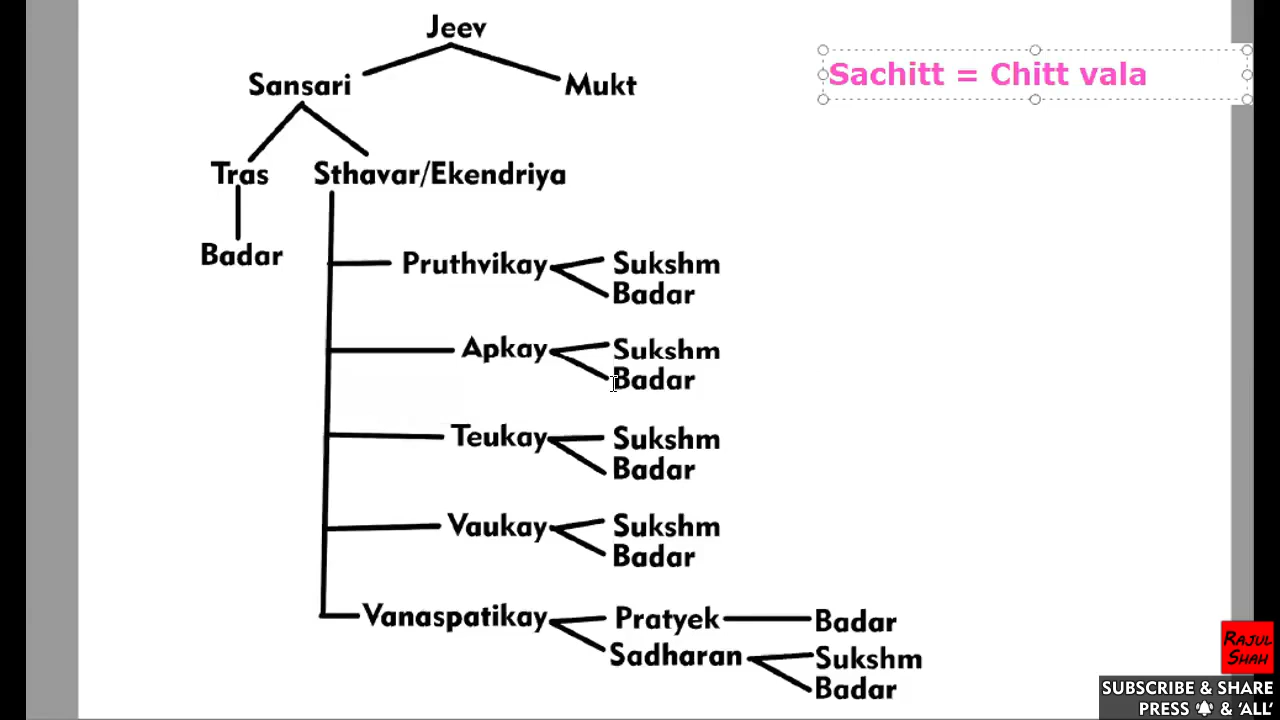 Jeev
Sansari Mukt
Sachitt = Chitt vala
Tras Sthavar/Ekendriya
Badar
Pruthvikay Sukshm
Badar
Apkay Sukshm
Badar
Teukay Sukshm
Badar
Vaukay Sukshm
Badar
Vanaspatikay Pratyek Badar
Sadharan Sukshm
Badar
RAJUL
SHAH
SUBSCRIBE & SHARE
PRESS & 'ALL'